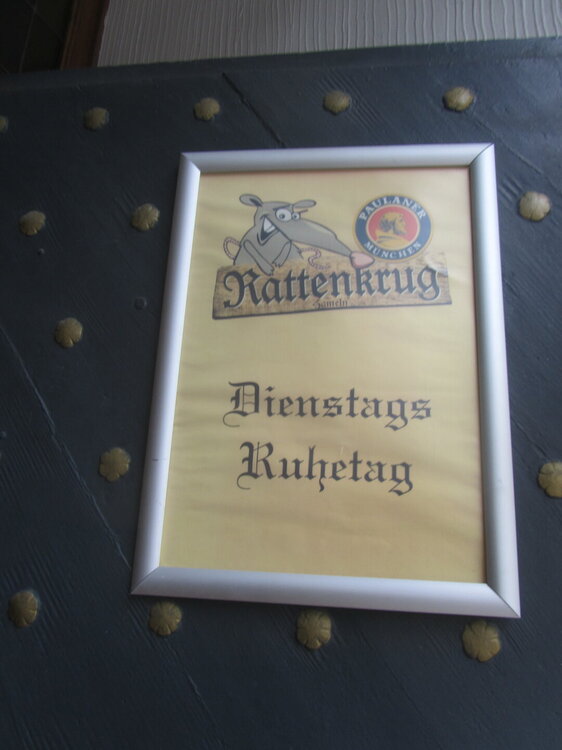 PAULANER
MÜNCHEN
Rattenkrug
Hameln
Dienstags
Ruhetag